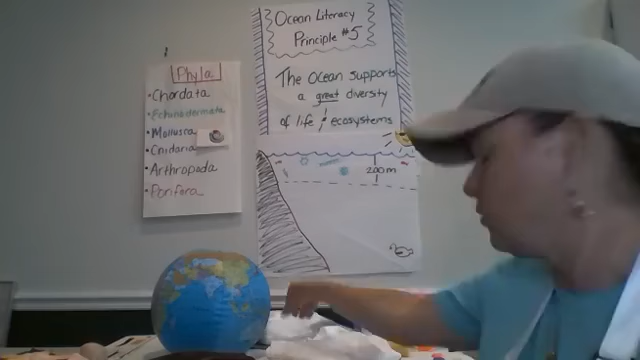 Phyla
• Chordata
• Echinodermata
• Mollusca
• Cnidaria
• Arthropoda
• Porifera
Ocean Literacy
Principle #5
The Ocean supports
a great diversity
of life & ecosystems
200m